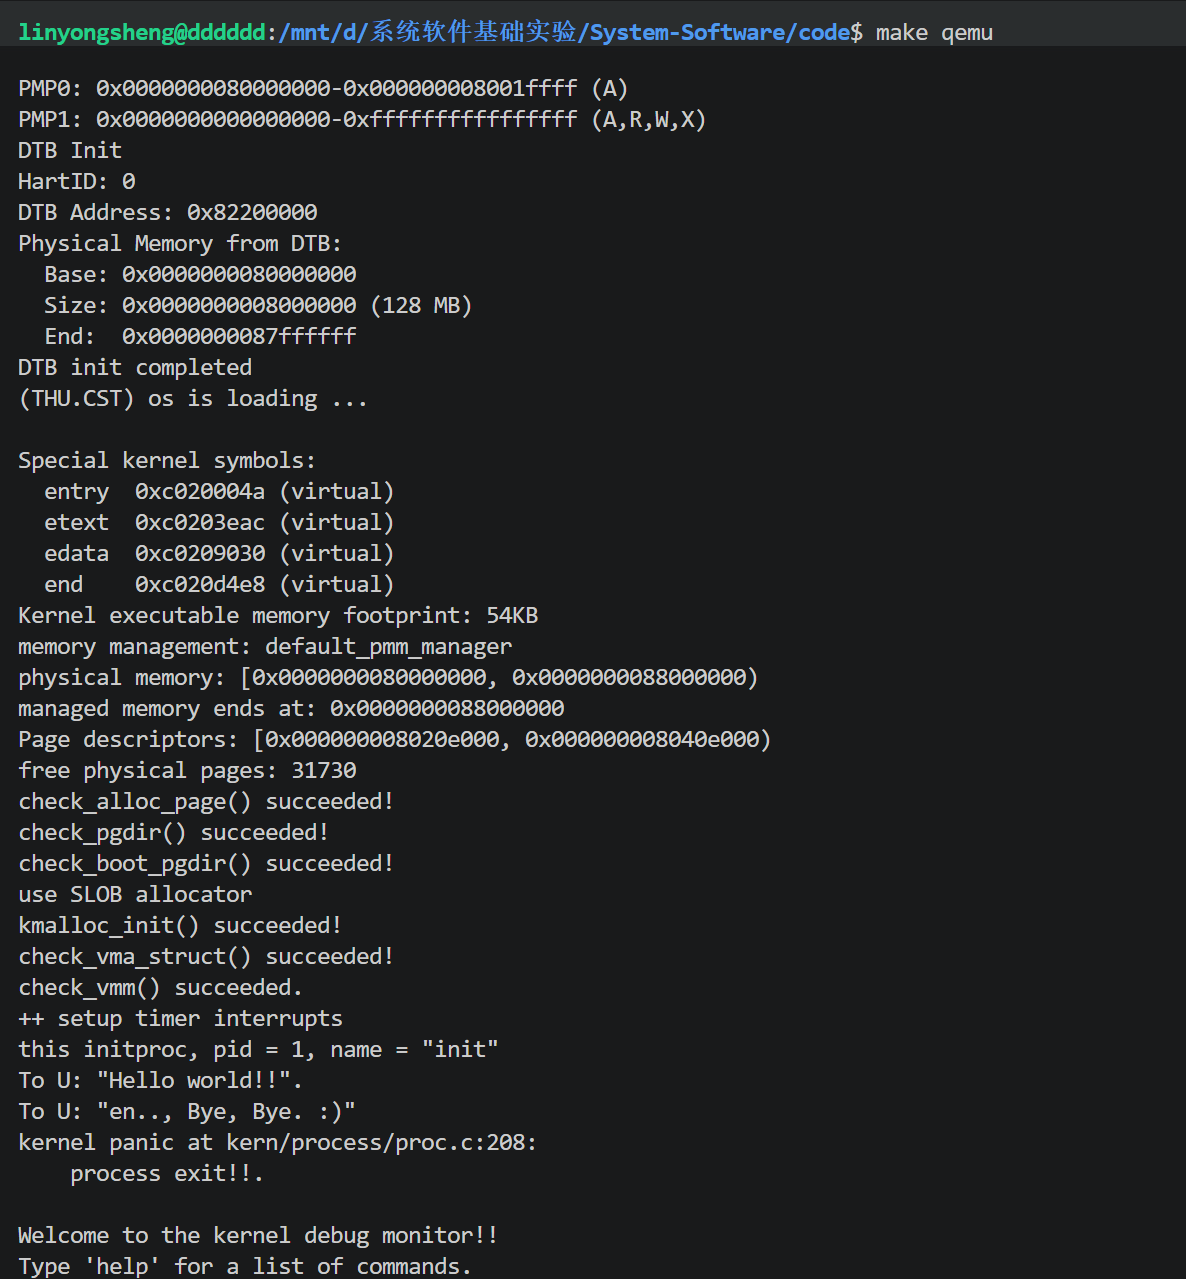 linyongsheng@dddddd:/mnt/d/系统软件基础实验/System-Software/code$ make qemu
PMP0: 0x0000000080000000-0x000000008001ffff (A)
PMP1: 0x0000000000000000-0xffffffffffffffff (A,R,W,X)
DTB Init
HartID: 0
DTB Address: 0x82200000
Physical Memory from DTB:
  Base: 0x0000000080000000
  Size: 0x0000000008000000 (128 MB)
  End:  0x0000000087ffffff
DTB init completed
(THU.CST) os is loading ...
Special kernel symbols:
  entry  0xc020004a (virtual)
  etext  0xc0203eac (virtual)
  edata  0xc0209030 (virtual)
  end    0xc020d4e8 (virtual)
Kernel executable memory footprint: 54KB
memory management: default_pmm_manager
physical memory: [0x0000000080000000, 0x0000000088000000)
managed memory ends at: 0x0000000088000000
Page descriptors: [0x000000008020e000, 0x000000008040e000)
free physical pages: 31730
check_alloc_page() succeeded!
check_pgdir() succeeded!
check_boot_pgdir() succeeded!
use SLOB allocator
kmalloc_init() succeeded!
check_vma_struct() succeeded!
check_vmm() succeeded.
++ setup timer interrupts
this initproc, pid = 1, name = "init"
To U: "Hello world!!".
To U: "en.., Bye, Bye. :)"
kernel panic at kern/process/proc.c:208:
    process exit!!.
Welcome to the kernel debug monitor!!
Type 'help' for a list of commands.